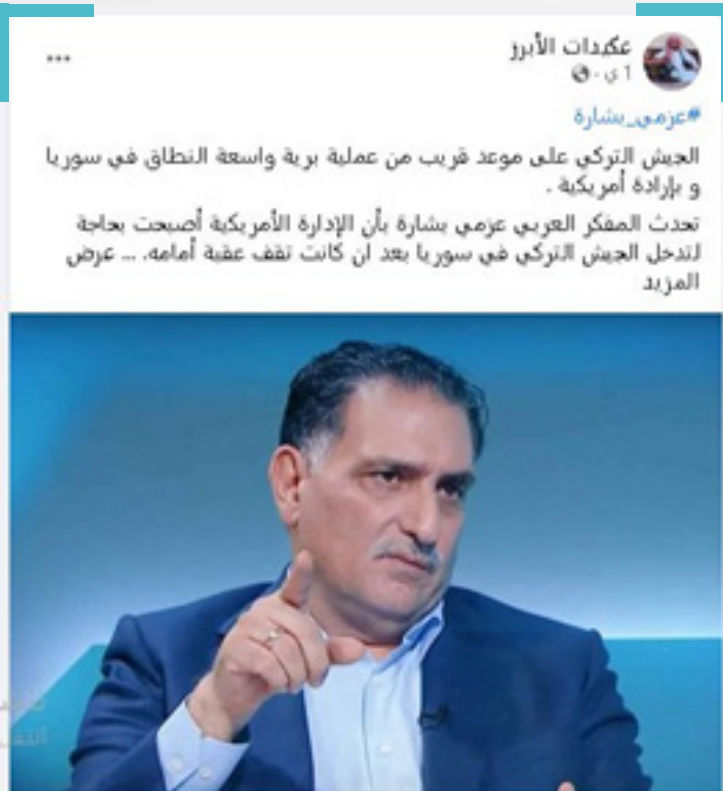 عكيدات الأبرز
1 ي ·
#عزمي_بشارة
الجيش التركي على موعد قريب من عملية برية واسعة النطاق في سوريا
و بإرادة أمريكية .
تحدث المفكر العربي عزمي بشارة بأن الإدارة الأمريكية أصبحت بحاجة
لتدخل الجيش التركي في سوريا بعد ان كانت تقف عقبة أمامه. ... عرض
المزيد